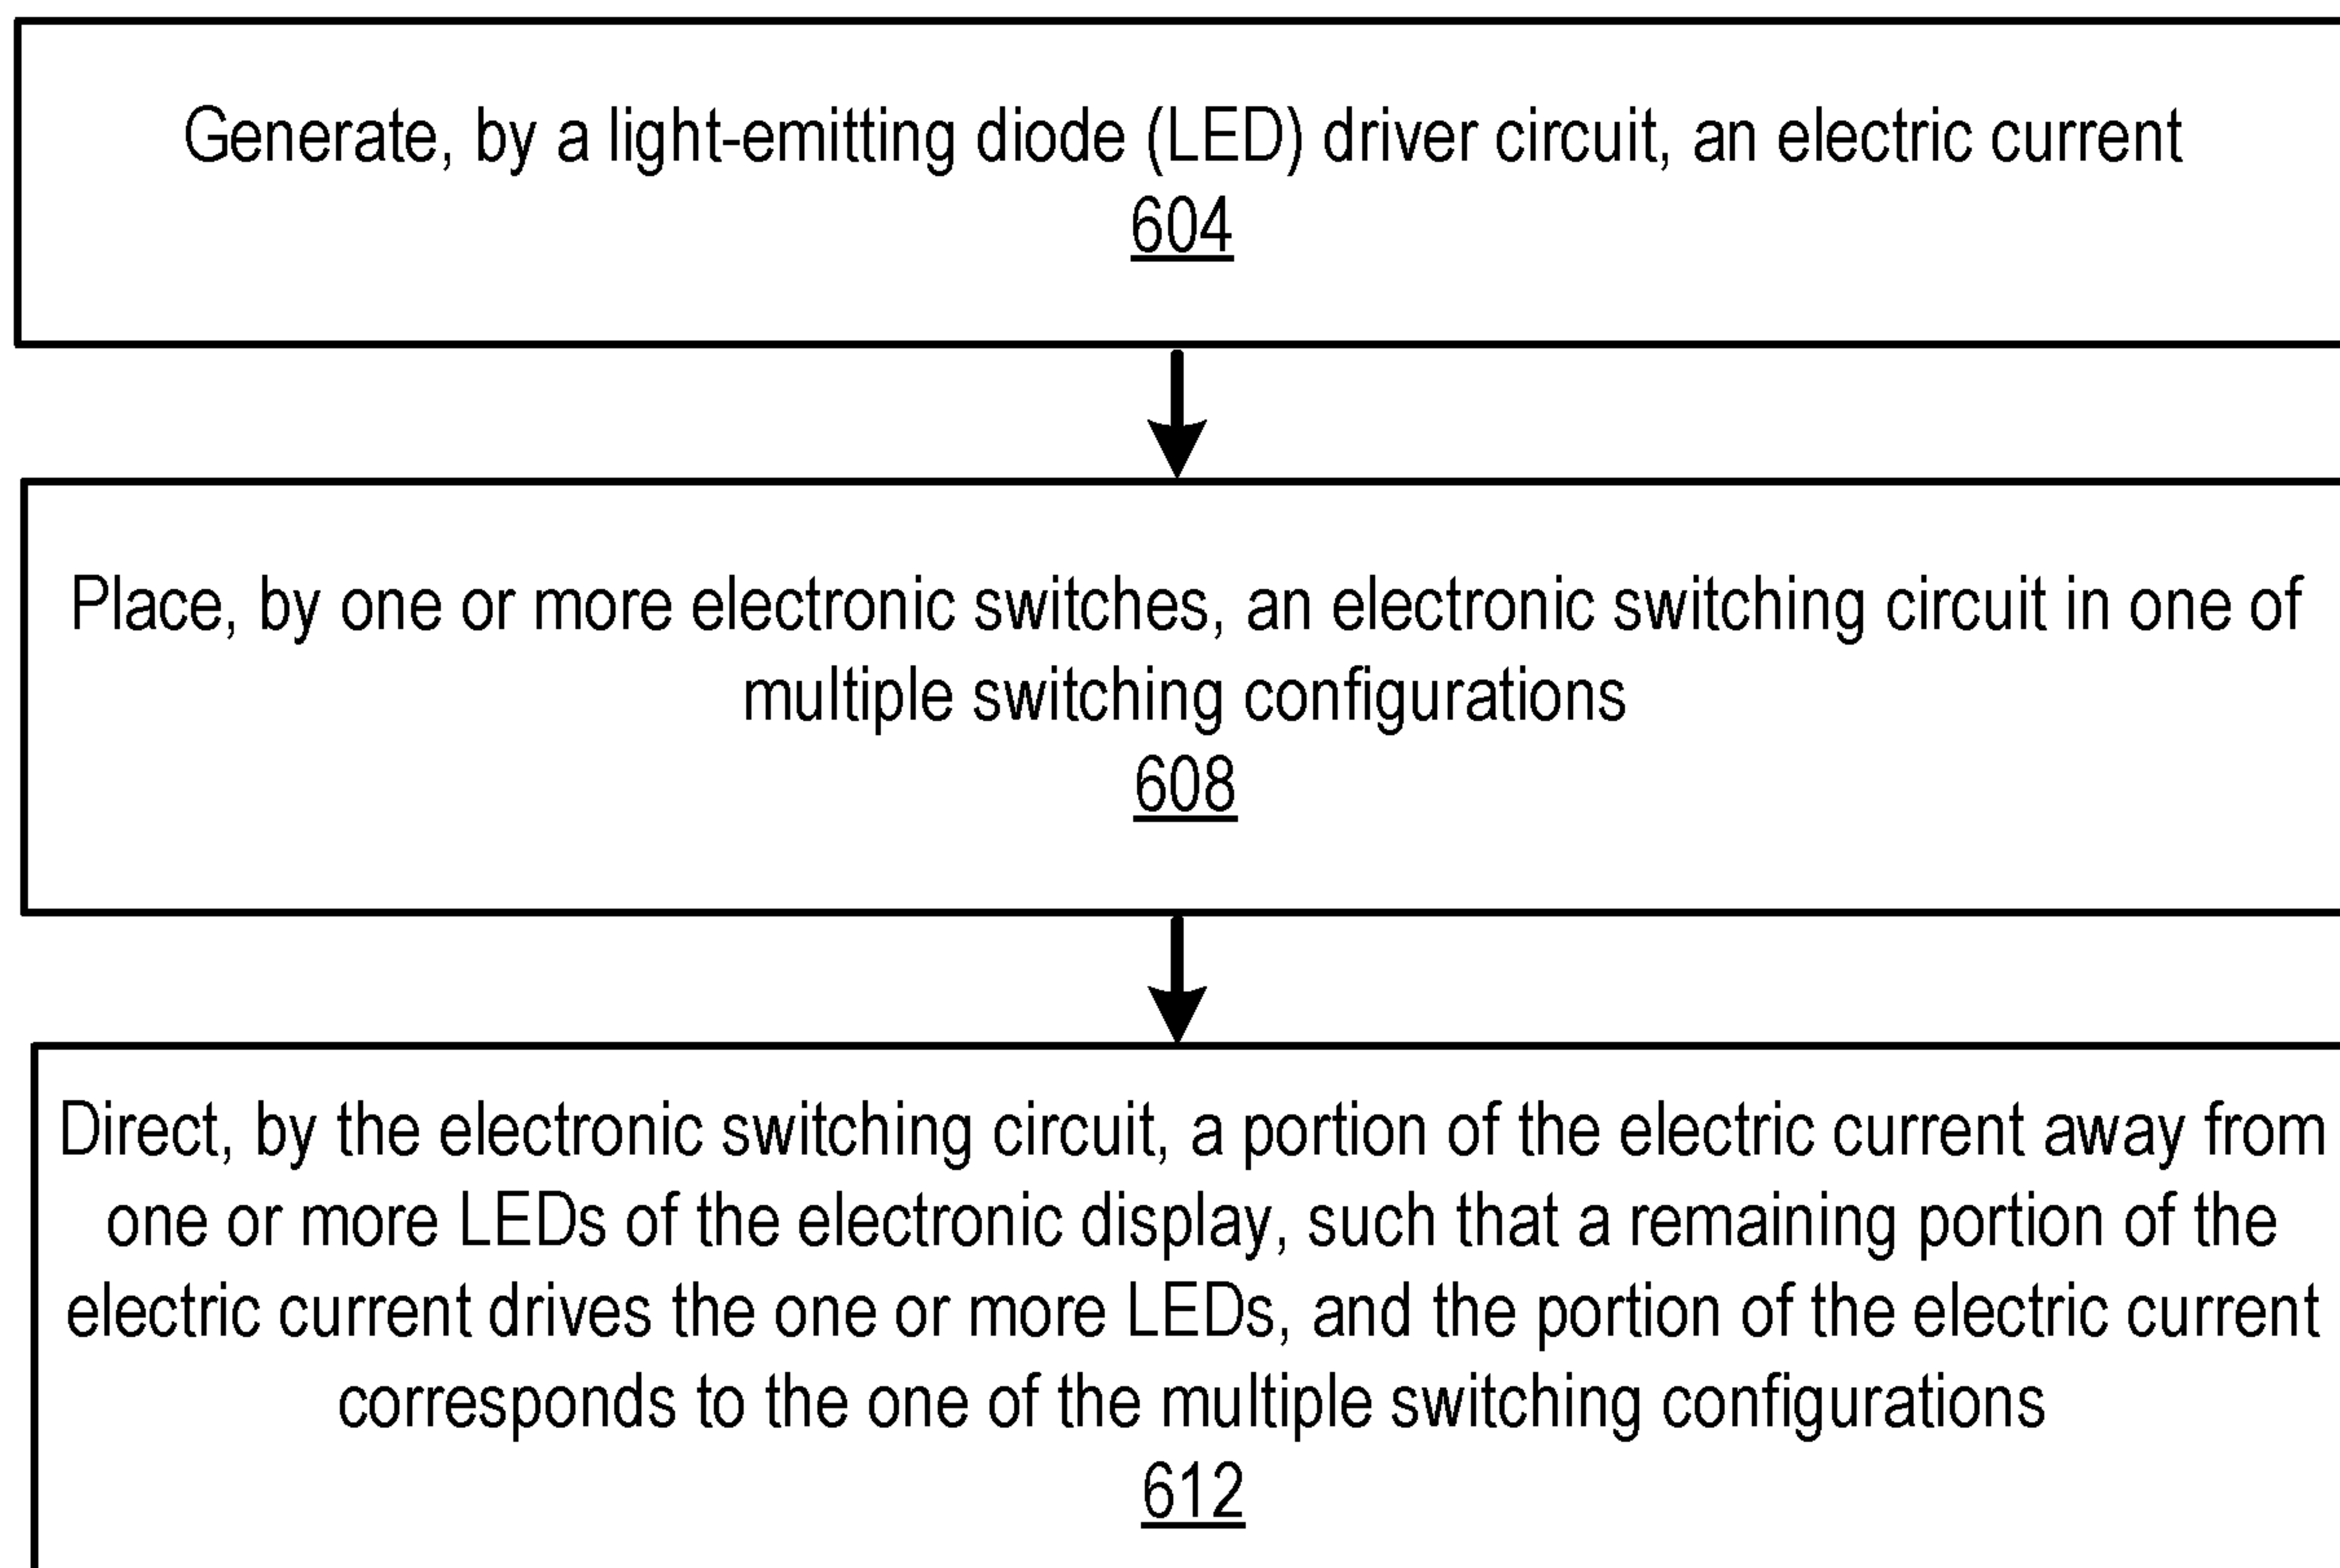 Generate, by a light-emitting diode (LED) driver circuit, an electric current
604
Place, by one or more electronic switches, an electronic switching circuit in one of
multiple switching configurations
608
Direct, by the electronic switching circuit, a portion of the electric current away from
one or more LEDs of the electronic display, such that a remaining portion of the
electric current drives the one or more LEDs, and the portion of the electric current
corresponds to the one of the multiple switching configurations
612